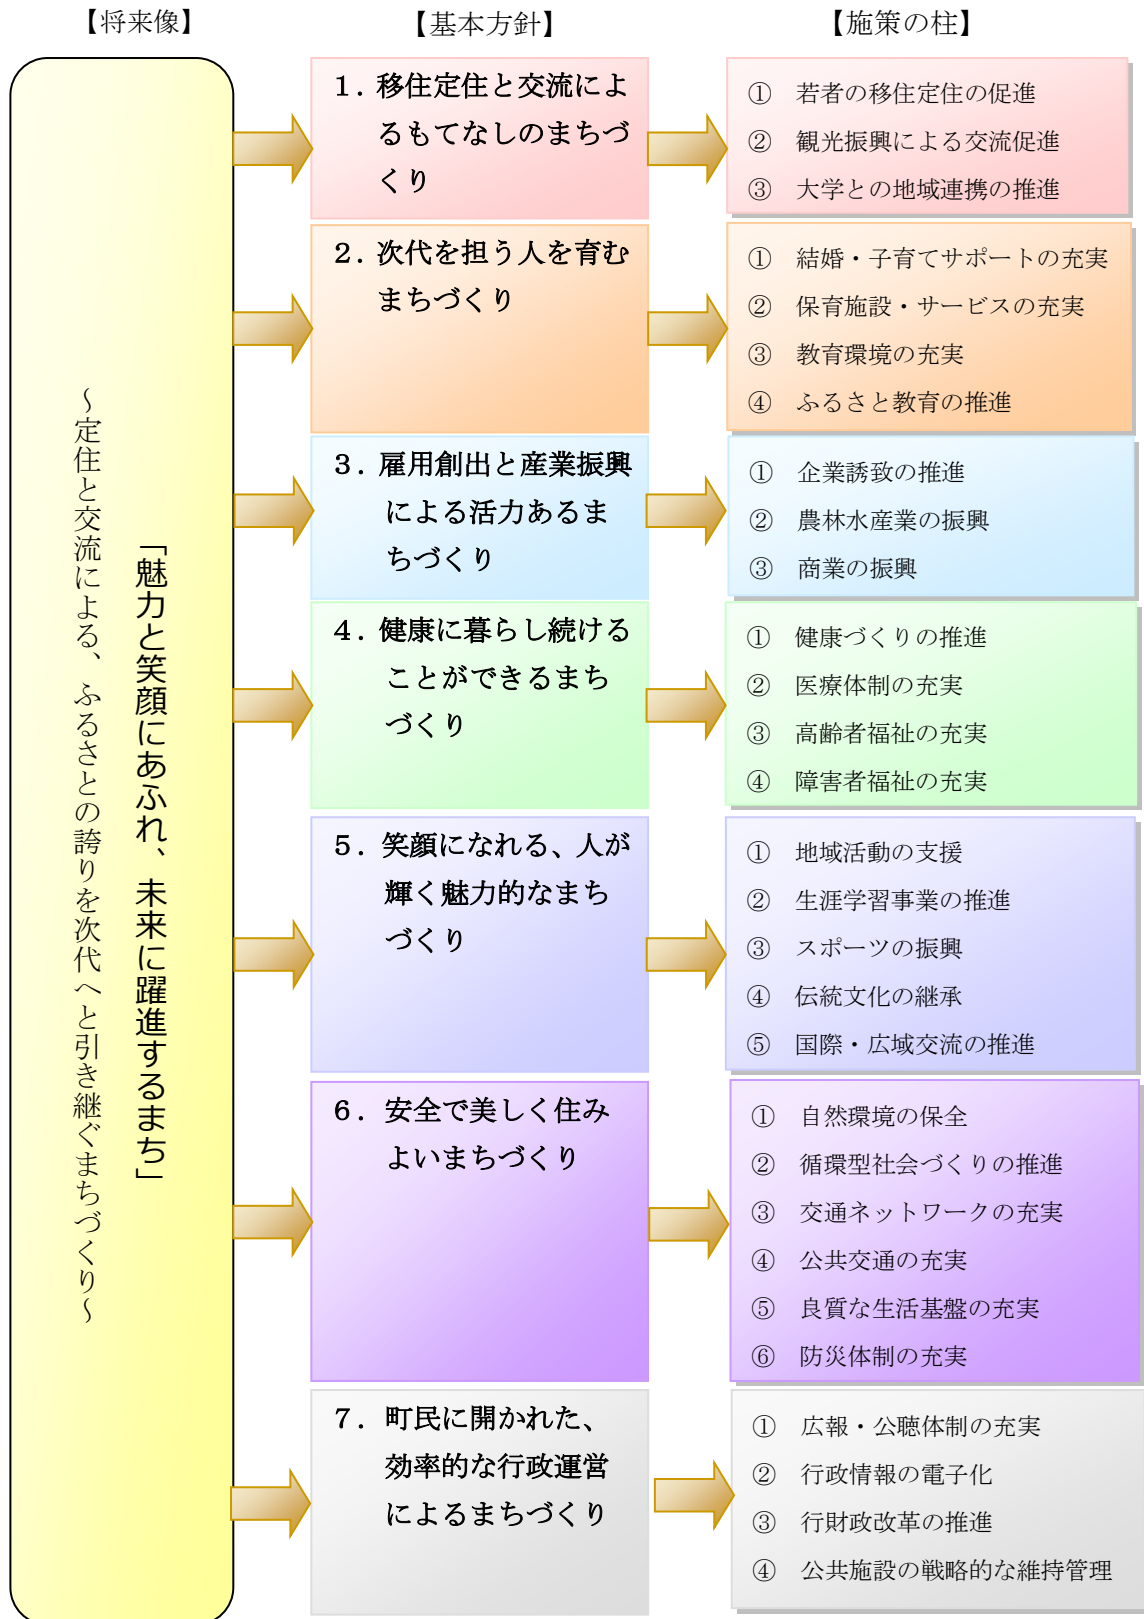 【将来像】
【基本方針】
【施策の柱】
「魅力と笑顔にあふれ、未来に躍進するまち」
～定住と交流による、ふるさとの誇りを次代へと引き継ぐまちづくり～
１．移住定住と交流によ
るもてなしのまちづ
くり
① 若者の移住定住の促進
② 観光振興による交流促進
③ 大学との地域連携の推進
２．次代を担う人を育む
まちづくり
① 結婚・子育てサポートの充実
② 保育施設・サービスの充実
③ 教育環境の充実
④ ふるさと教育の推進
３．雇用創出と産業振興
による活力あるま
ちづくり
① 企業誘致の推進
② 農林水産業の振興
③ 商業の振興
４．健康に暮らし続ける
ことができるまち
づくり
① 健康づくりの推進
② 医療体制の充実
③ 高齢者福祉の充実
④ 障害者福祉の充実
５．笑顔になれる、人が
輝く魅力的なまち
づくり
① 地域活動の支援
② 生涯学習事業の推進
③ スポーツの振興
④ 伝統文化の継承
⑤ 国際・広域交流の推進
６．安全で美しく住み
よいまちづくり
① 自然環境の保全
② 循環型社会づくりの推進
③ 交通ネットワークの充実
④ 公共交通の充実
⑤ 良質な生活基盤の充実
⑥ 防災体制の充実
７．町民に開かれた、
効率的な行政運営
によるまちづくり
① 広報・公聴体制の充実
② 行政情報の電子化
③ 行財政改革の推進
④ 公共施設の戦略的な維持管理